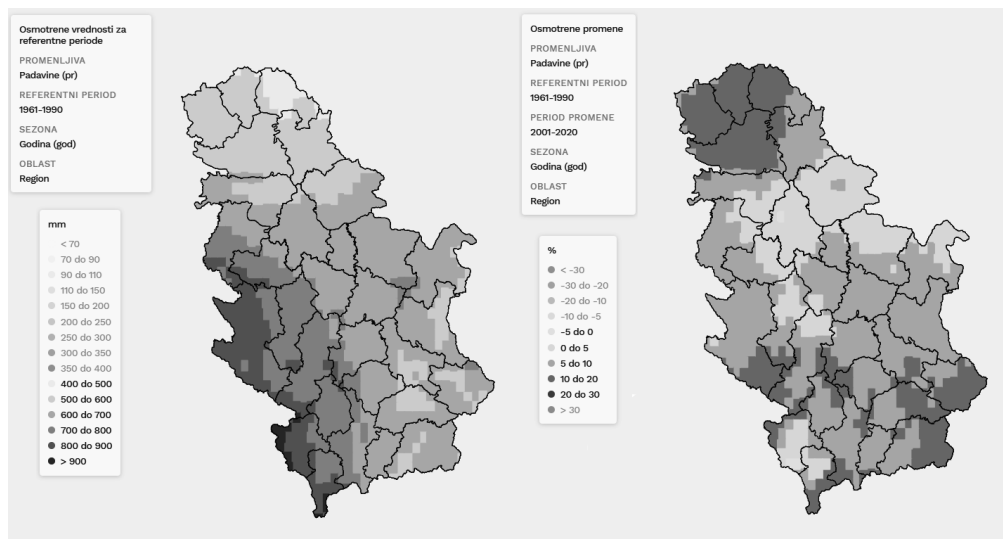 Osmotrene vrednosti za
referentne periode
PROMENLJIVA
Padavine (pr)
REFERENTNI PERIOD
1961-1990
SEZONA
Godina (god)
OBLAST
Region
mm
< 70
70 do 90
90 do 110
110 do 150
150 do 200
200 do 250
250 do 300
300 do 350
350 do 400
400 do 500
500 do 600
600 do 700
700 do 800
800 do 900
> 900
Osmotrene promene
PROMENLJIVA
Padavine (pr)
REFERENTNI PERIOD
1961-1990
PERIOD PROMENE
2001-2020
SEZONA
Godina (god)
OBLAST
Region
%
< -30
-30 do -20
-20 do -10
-10 do -5
-5 do 0
0 do 5
5 do 10
10 do 20
20 do 30
> 30